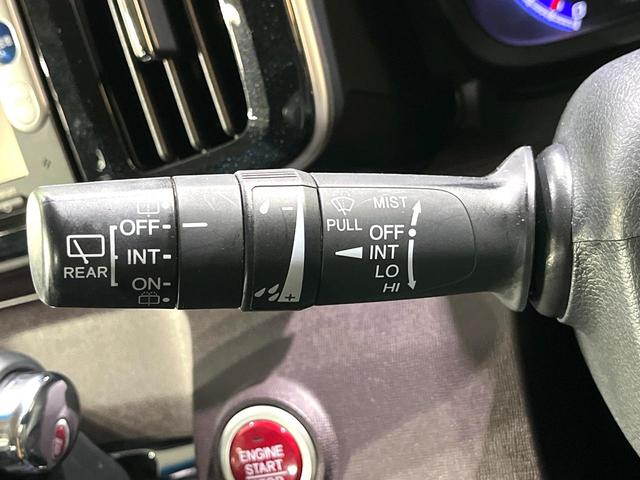 OFF
INT
ON
REAR
- 
+
PULL
MIST
OFF
INT
LO
HI
ENGINE
START